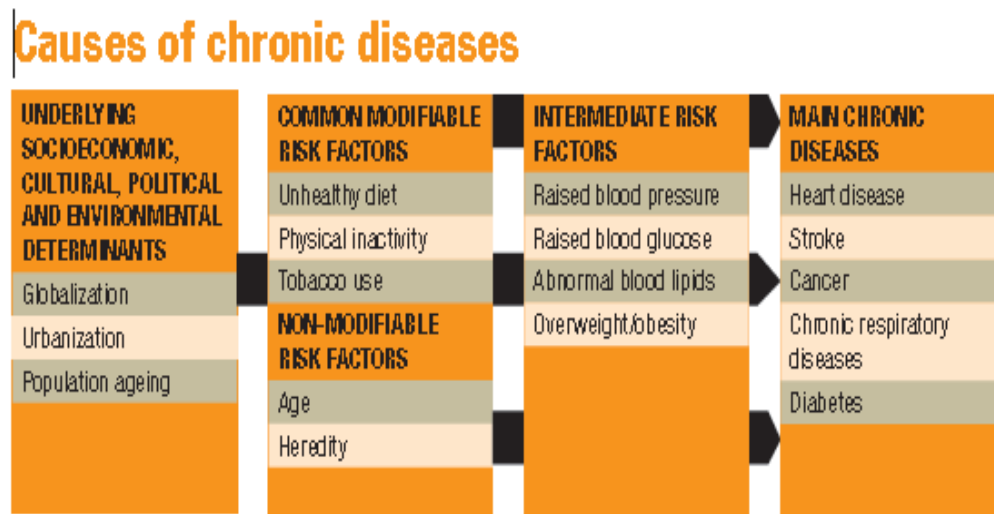 Causes of chronic diseases
UNDERLYING
SOCIOECONOMIC,
CULTURAL, POLITICAL
AND ENVIRONMENTAL
DETERMINANTS
Globalization
Urbanization
Population ageing
COMMON MODIFIABLE
RISK FACTORS
Unhealthy diet
Physical inactivity
Tobacco use
NON-MODIFIABLE
RISK FACTORS
Age
Heredity
INTERMEDIATE RISK
FACTORS
Raised blood pressure
Raised blood glucose
Abnormal blood lipids
Overweight/obesity
MAIN CHRONIC
DISEASES
Heart disease
Stroke
Cancer
Chronic respiratory
diseases
Diabetes